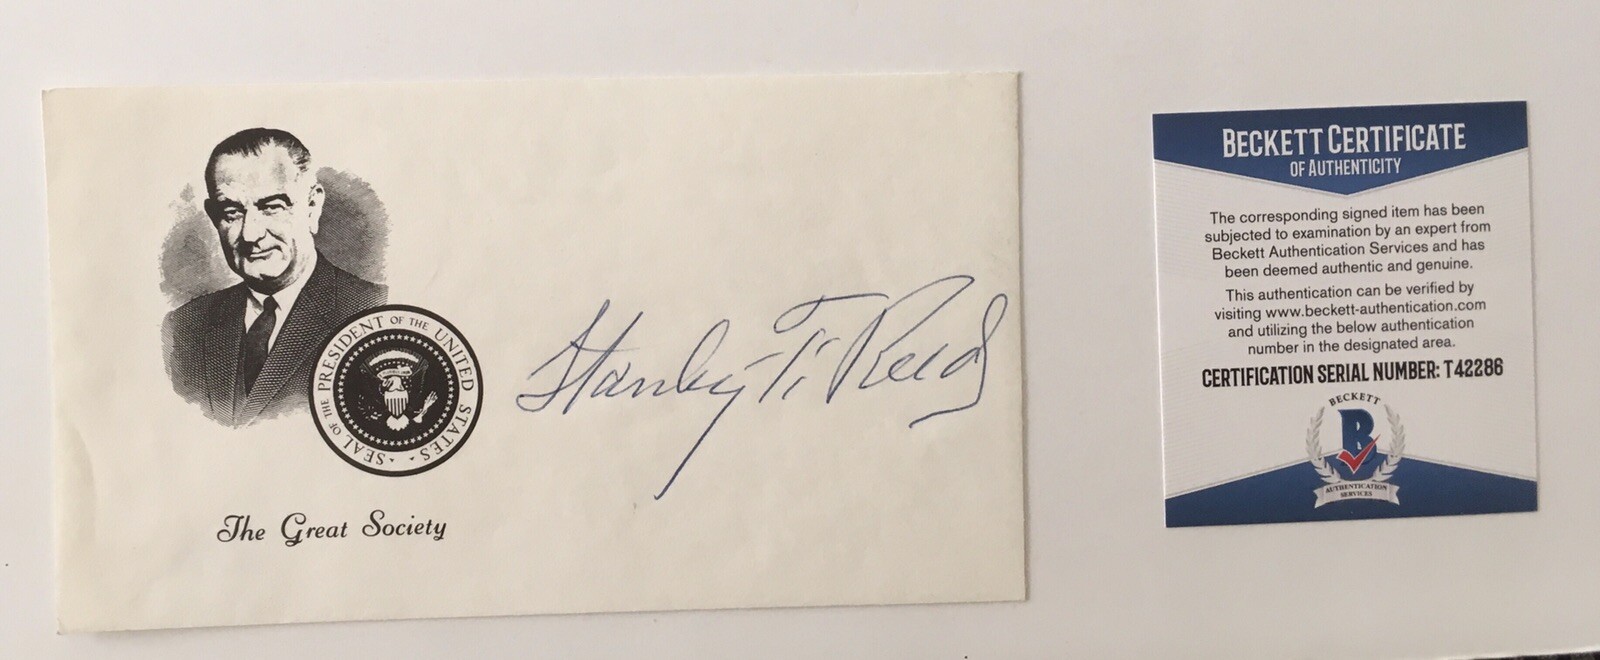 SEAL OF THE PRESIDENT OF THE UNITED STATES
The Great Society
Stanley F. Reed
BECKETT CERTIFICATE
OF AUTHENTICITY
The corresponding signed item has been
subjected to examination by an expert from
Beckett Authentication Services and has
been deemed authentic and genuine.
This authentication can be verified by
visiting www.beckett-authentication.com
and utilizing the below authentication
number in the designated area.
CERTIFICATION SERIAL NUMBER: T42286
BECKETT
B
AUTHENTICATION
SERVICES